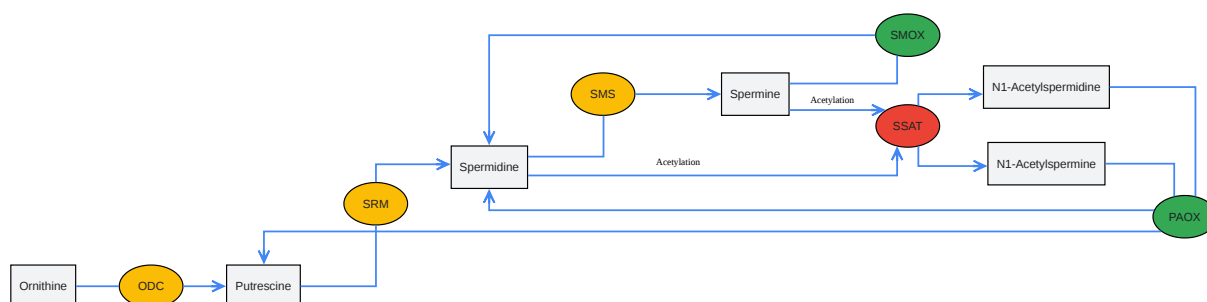 SMOX
N1-Acetylspermidine
SMS
Spermine
Acetylation
SSAT
Acetylation
Spermidine
N1-Acetylspermine
SRM
PAOX
Ornithine
ODC
Putrescine